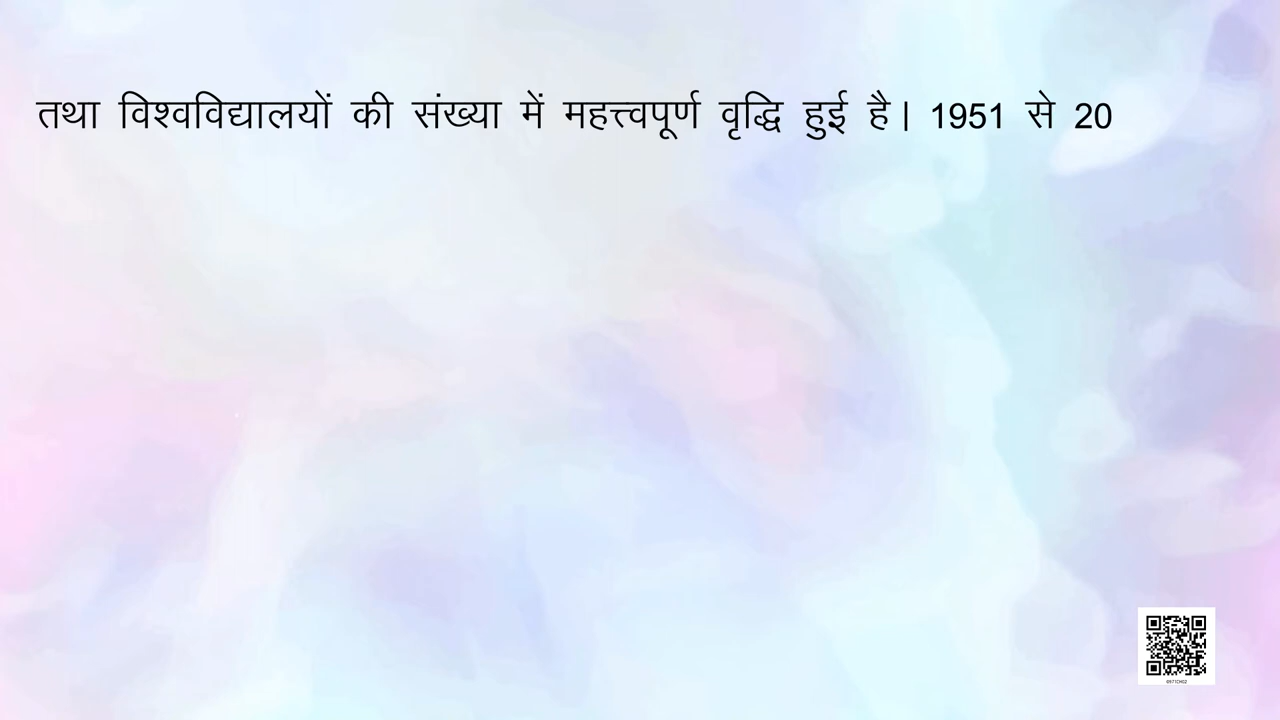 तथा विश्वविद्यालयों की संख्या में महत्त्वपूर्ण वृद्धि हुई है| 1951 से 20